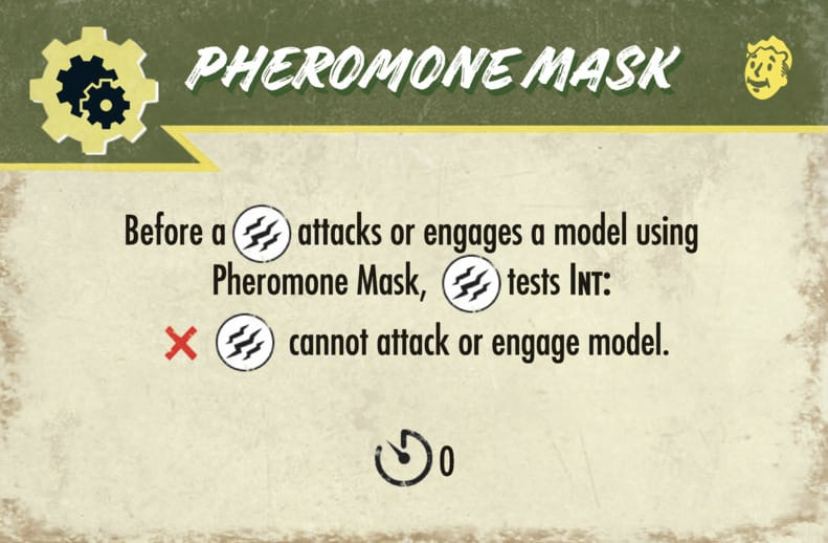 PHEROMONE MASK
Before a attacks or engages a model using
Pheromone Mask, tests INT:
cannot attack or engage model.
0